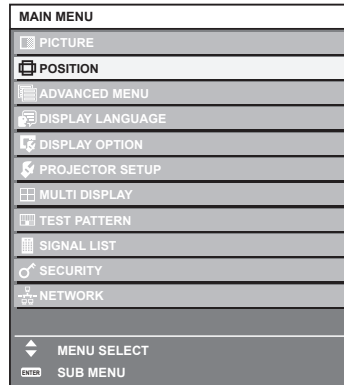 MAIN MENU
PICTURE
POSITION
ADVANCED MENU
DISPLAY LANGUAGE
DISPLAY OPTION
PROJECTOR SETUP
MULTI DISPLAY
TEST PATTERN
SIGNAL LIST
SECURITY
NETWORK
MENU SELECT
ENTER SUB MENU